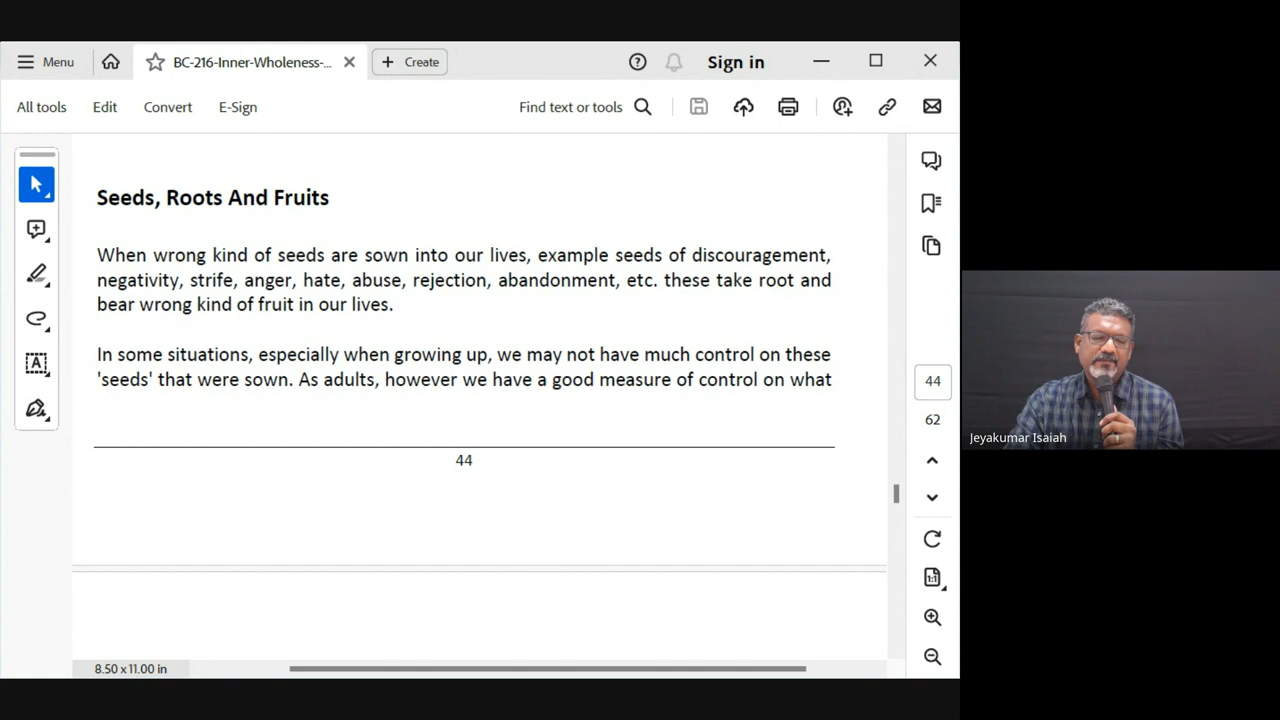 Menu
BC-216-Inner-Wholeness-...
Create
Sign in
All tools
Edit
Convert
E-Sign
Find text or tools
Seeds, Roots And Fruits
When wrong kind of seeds are sown into our lives, example seeds of discouragement,
negativity, strife, anger, hate, abuse, rejection, abandonment, etc. these take root and
bear wrong kind of fruit in our lives.
In some situations, especially when growing up, we may not have much control on these
'seeds' that were sown. As adults, however we have a good measure of control on what
44
44
62
8.50 x 11.00 in
Jeyakumar Isaiah